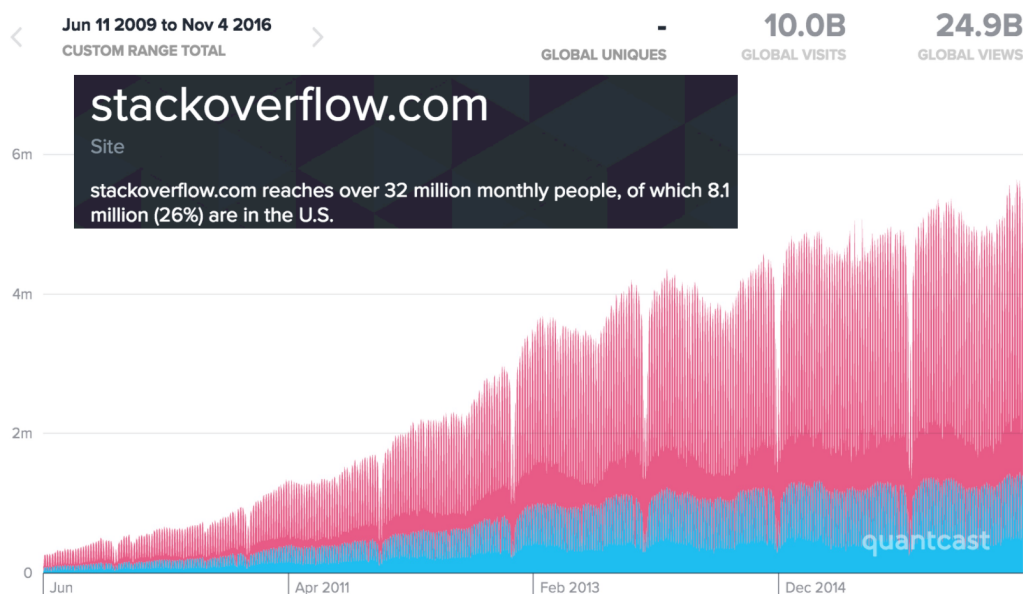 Jun 11 2009 to Nov 4 2016
CUSTOM RANGE TOTAL
-
GLOBAL UNIQUES
10.0B
GLOBAL VISITS
24.9B
GLOBAL VIEWS
stackoverflow.com
Site
stackoverflow.com reaches over 32 million monthly people, of which 8.1
million (26%) are in the U.S.
6m
4m
2m
0
quantcast
Jun
Apr 2011
Feb 2013
Dec 2014